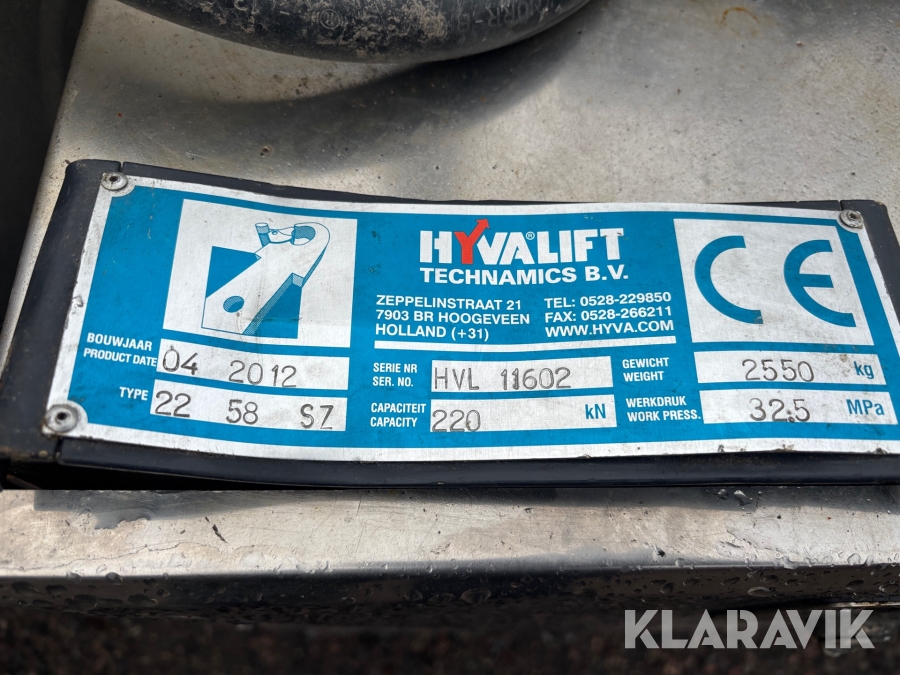 HYVA®LIFT
TECHNAMICS B.V.
ZEPPELINSTRAAT 21
7903 BR HOOGEVEEN
HOLLAND (+31)
TEL: 0528-229850
FAX: 0528-266211
WWW.HYVA.COM
CE
BOUWJAAR
PRODUCT DATE
04 2012
SERIE NR
SER. NO.
HVL 11602
GEWICHT
WEIGHT
2550 kg
TYPE
22 58 SZ
CAPACITEIT
CAPACITY
220 kN
WERKDRUK
WORK PRESS.
32.5 MPa
KLARAVIK